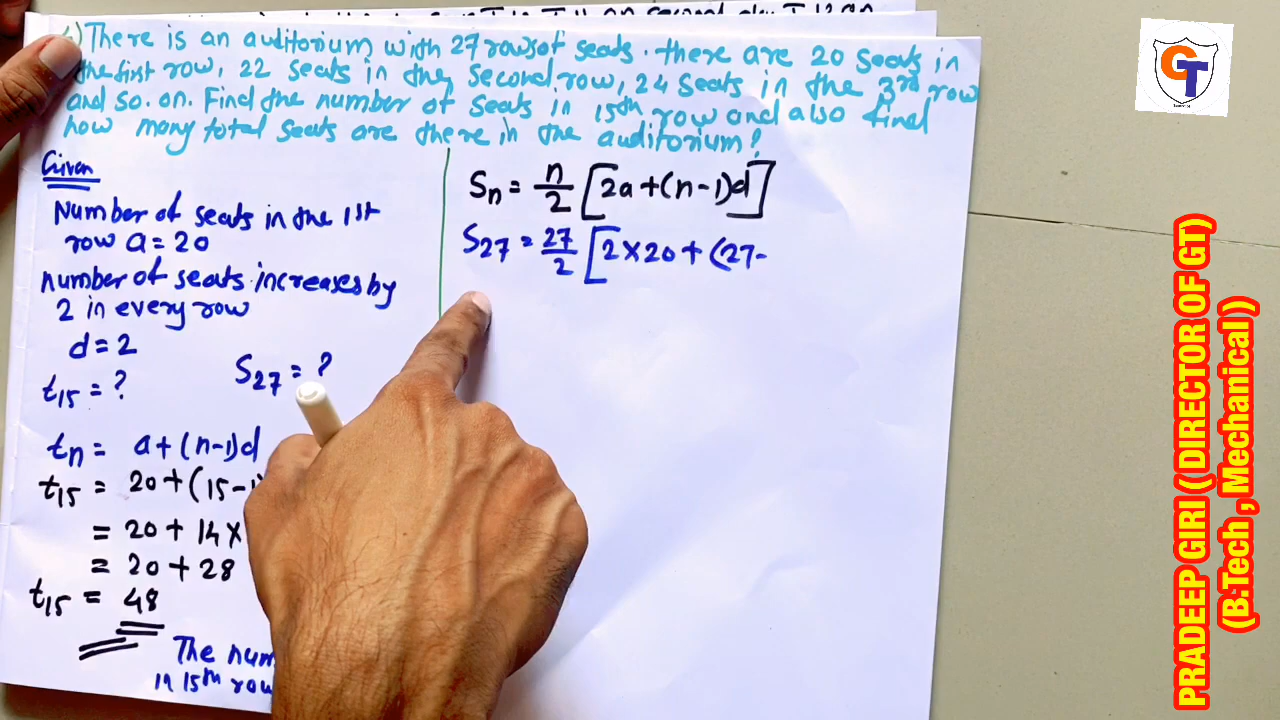 There is an auditorium with 27 rows of seats. there are 20 seats in
the first row, 22 seats in the second row, 24 seats in the 3rd row
and so. on. Find the number of seats in 15th row and also find
how many total seats are there in the auditorium?
Given
Number of seats in the 1st
row a = 20
number of seats increases by
2 in every row
d = 2
t15 = ?
S27 = ?
tn = a + (n-1)d
t15 = 20 + (15-1)
= 20 + 14 ×
= 20 + 28
t15 = 48
The num
in 15th row
Sn = n/2 [2a + (n-1)d]
S27 = 27/2 [2×20 + (27-
GT
PRADEEP GIRI ( DIRECTOR OF GT)
(B.Tech , Mechanical )